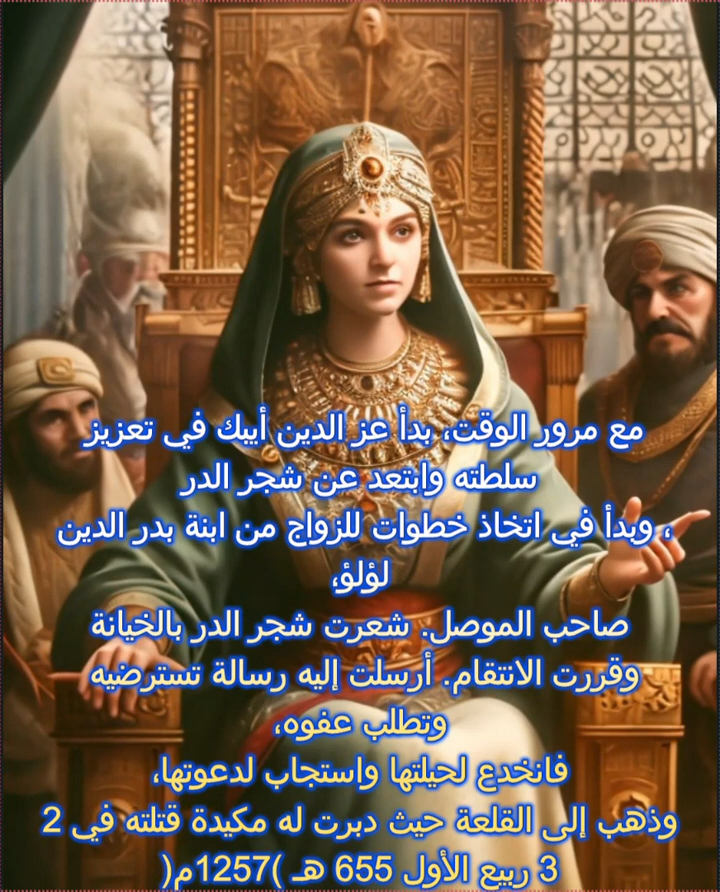 مع مرور الوقت، بدأ عز الدين أيبك في تعزيز
سلطته وابتعد عن شجر الدر
، وبدأ في اتخاذ خطوات للزواج من ابنة بدر الدين
لؤلؤ،
صاحب الموصل. شعرت شجر الدر بالخيانة
وقررت الانتقام. أرسلت إليه رسالة تسترضيه
وتطلب عفوه،
فانخدع لحيلتها واستجاب لدعوتها،
وذهب إلى القلعة حيث دبرت له مكيدة قتلته في 2
3 ربيع الأول 655 هـ )1257م(